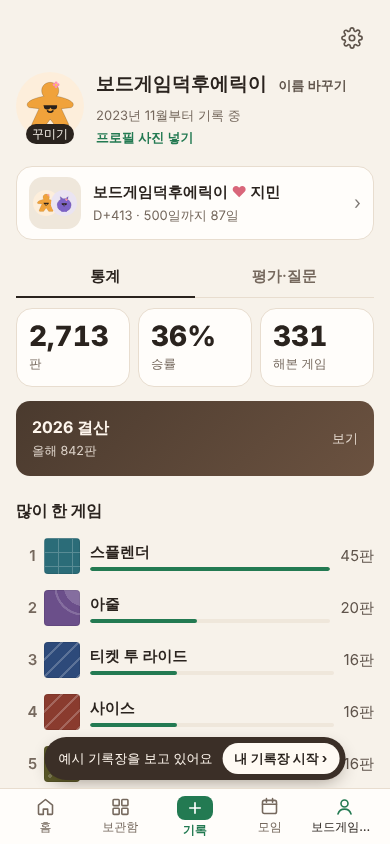 보드게임덕후에릭이 이름 바꾸기
2023년 11월부터 기록 중
꾸미기
프로필 사진 넣기
보드게임덕후에릭이 ♥ 지민
D+413 · 500일까지 87일
›
통계 평가·질문
2,713 36% 331
판 승률 해본 게임
2026 결산
올해 842판
보기
많이 한 게임
1 스플렌더 45판
2 아줄 20판
3 티켓 투 라이드 16판
4 사이스 16판
5 16판
예시 기록장을 보고 있어요 내 기록장 시작 ›
홈 보관함 기록 모임 보드게임…